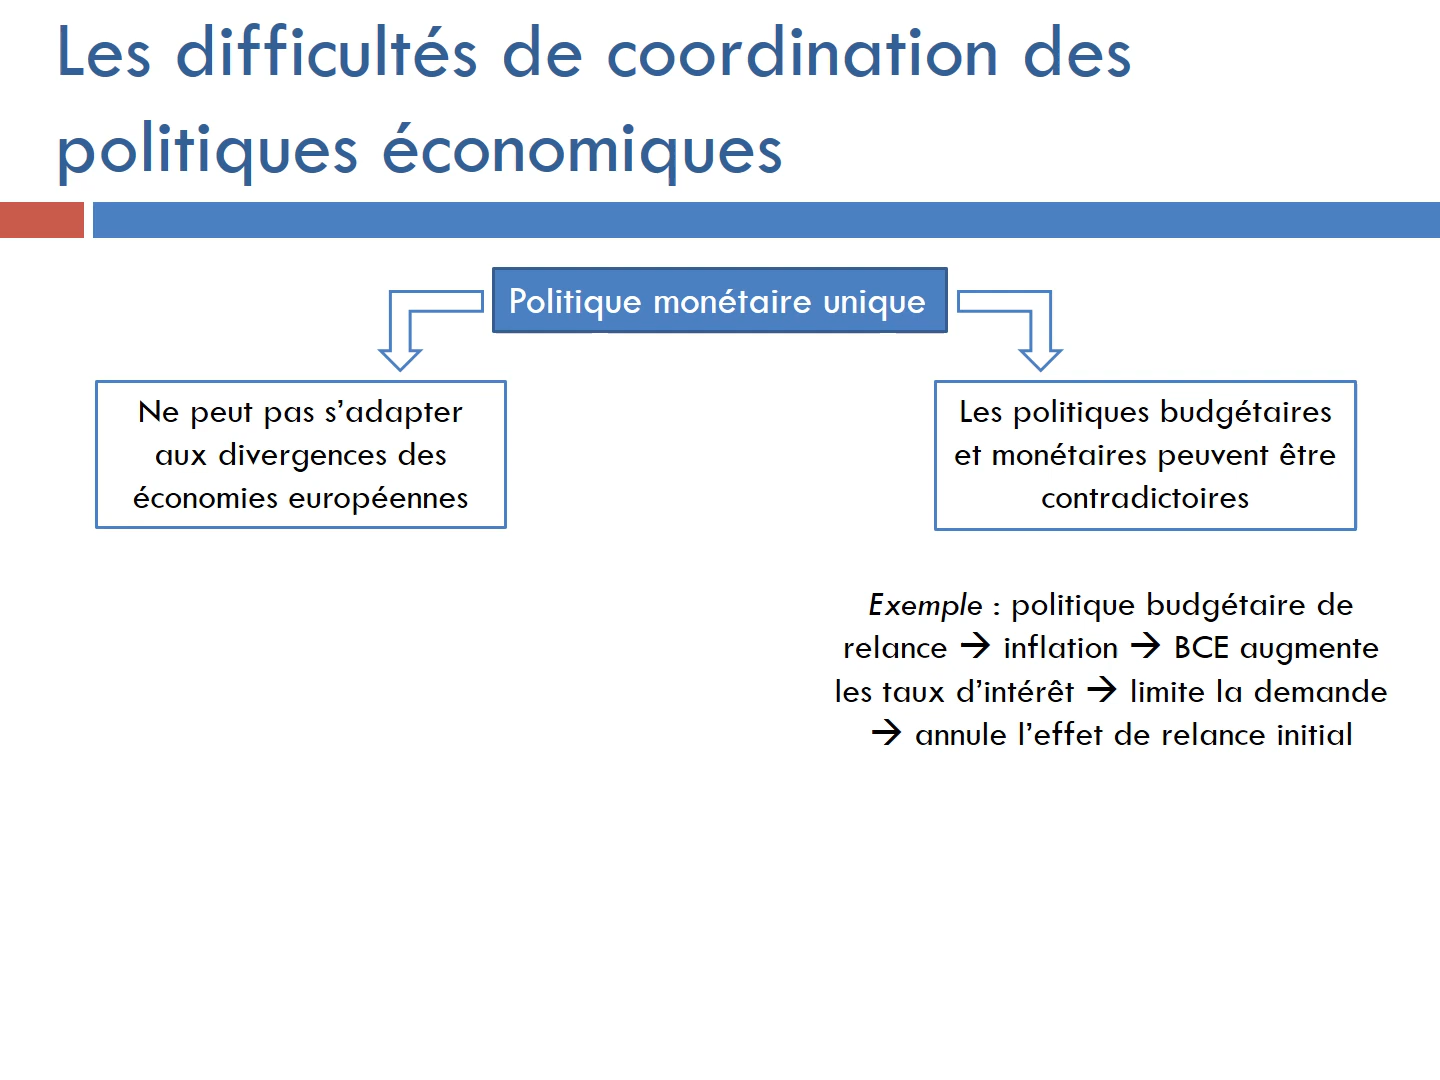 Les difficultés de coordination des
politiques économiques
Politique monétaire unique
Ne peut pas s’adapter
aux divergences des
économies européennes
Les politiques budgétaires
et monétaires peuvent être
contradictoires
Exemple : politique budgétaire de
relance → inflation → BCE augmente
les taux d’intérêt → limite la demande
→ annule l’effet de relance initial